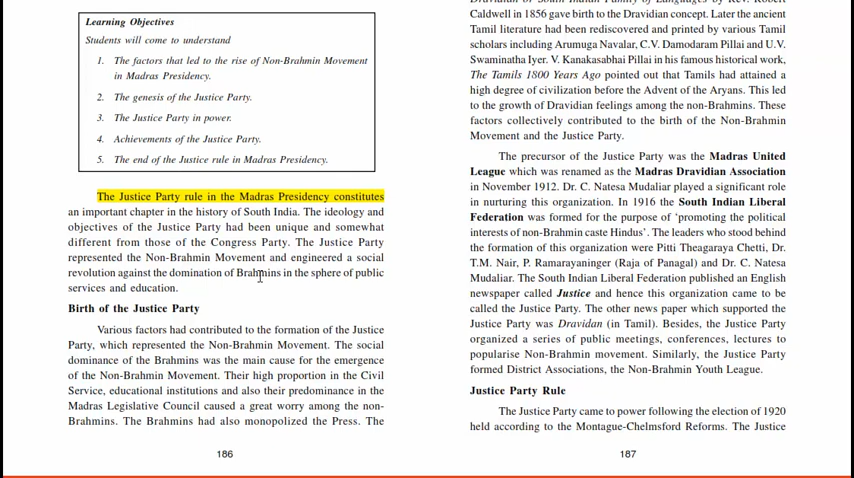 Learning Objectives
Students will come to understand
1. The factors that led to the rise of Non-Brahmin Movement
in Madras Presidency.
2. The genesis of the Justice Party.
3. The Justice Party in power.
4. Achievements of the Justice Party.
5. The end of the Justice rule in Madras Presidency.
The Justice Party rule in the Madras Presidency constitutes
an important chapter in the history of South India. The ideology and
objectives of the Justice Party had been unique and somewhat
different from those of the Congress Party. The Justice Party
represented the Non-Brahmin Movement and engineered a social
revolution against the domination of Brahmins in the sphere of public
services and education.
Birth of the Justice Party
Various factors had contributed to the formation of the Justice
Party, which represented the Non-Brahmin Movement. The social
dominance of the Brahmins was the main cause for the emergence
of the Non-Brahmin Movement. Their high proportion in the Civil
Service, educational institutions and also their predominance in the
Madras Legislative Council caused a great worry among the non-
Brahmins. The Brahmins had also monopolized the Press. The
186
Dravidian or South Indian Family of Languages by Rev. Robert
Caldwell in 1856 gave birth to the Dravidian concept. Later the ancient
Tamil literature had been rediscovered and printed by various Tamil
scholars including Arumuga Navalar, C.V. Damodaram Pillai and U.V.
Swaminatha Iyer. V. Kanakasabhai Pillai in his famous historical work,
The Tamils 1800 Years Ago pointed out that Tamils had attained a
high degree of civilization before the Advent of the Aryans. This led
to the growth of Dravidian feelings among the non-Brahmins. These
factors collectively contributed to the birth of the Non-Brahmin
Movement and the Justice Party.
The precursor of the Justice Party was the Madras United
League which was renamed as the Madras Dravidian Association
in November 1912. Dr. C. Natesa Mudaliar played a significant role
in nurturing this organization. In 1916 the South Indian Liberal
Federation was formed for the purpose of ‘promoting the political
interests of non-Brahmin caste Hindus’. The leaders who stood behind
the formation of this organization were Pitti Theagaraya Chetti, Dr.
T.M. Nair, P. Ramarayaninger (Raja of Panagal) and Dr. C. Natesa
Mudaliar. The South Indian Liberal Federation published an English
newspaper called Justice and hence this organization came to be
called the Justice Party. The other news paper which supported the
Justice Party was Dravidan (in Tamil). Besides, the Justice Party
organized a series of public meetings, conferences, lectures to
popularise Non-Brahmin movement. Similarly, the Justice Party
formed District Associations, the Non-Brahmin Youth League.
Justice Party Rule
The Justice Party came to power following the election of 1920
held according to the Montague-Chelmsford Reforms. The Justice
187